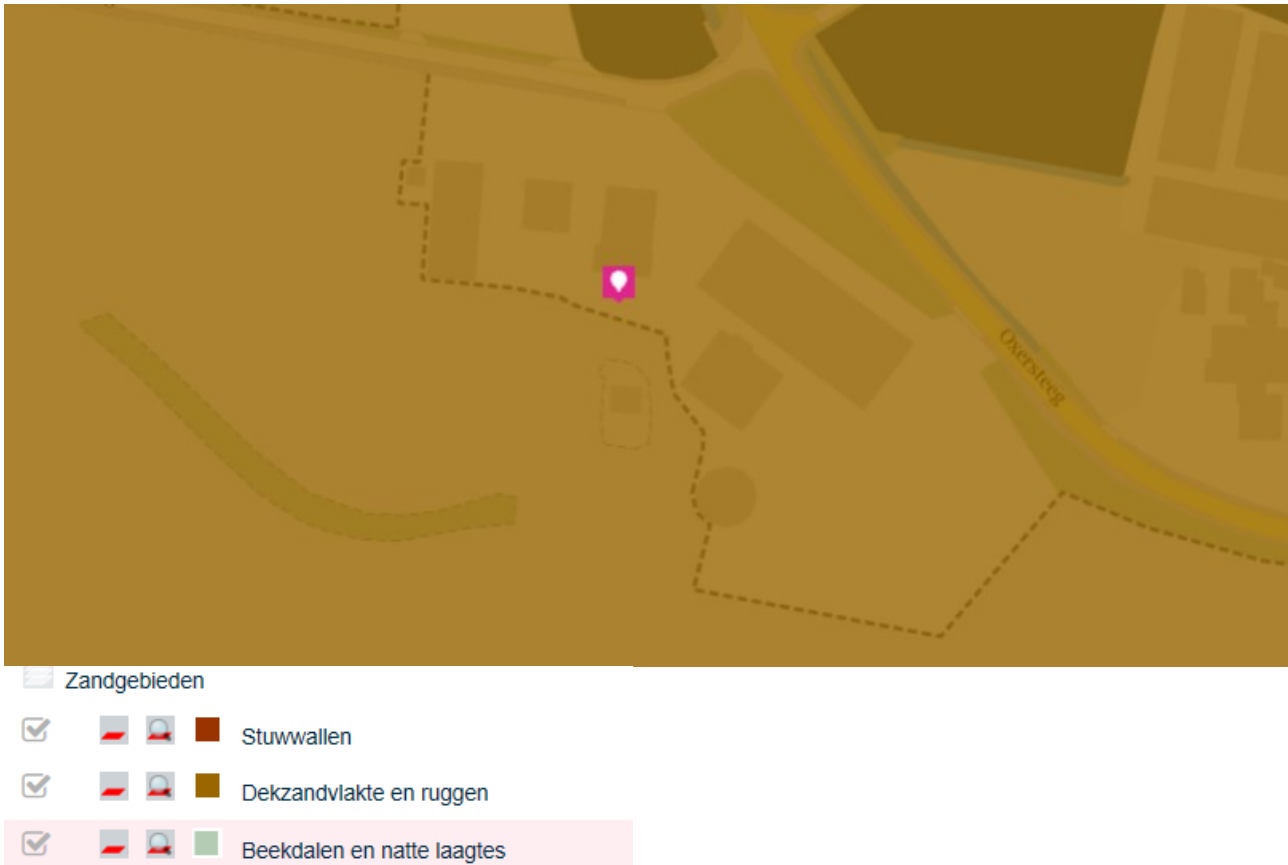 Oxersteeg
Zandgebieden
Stuwwallen
Dekzandvlakte en ruggen
Beekdalen en natte laagtes